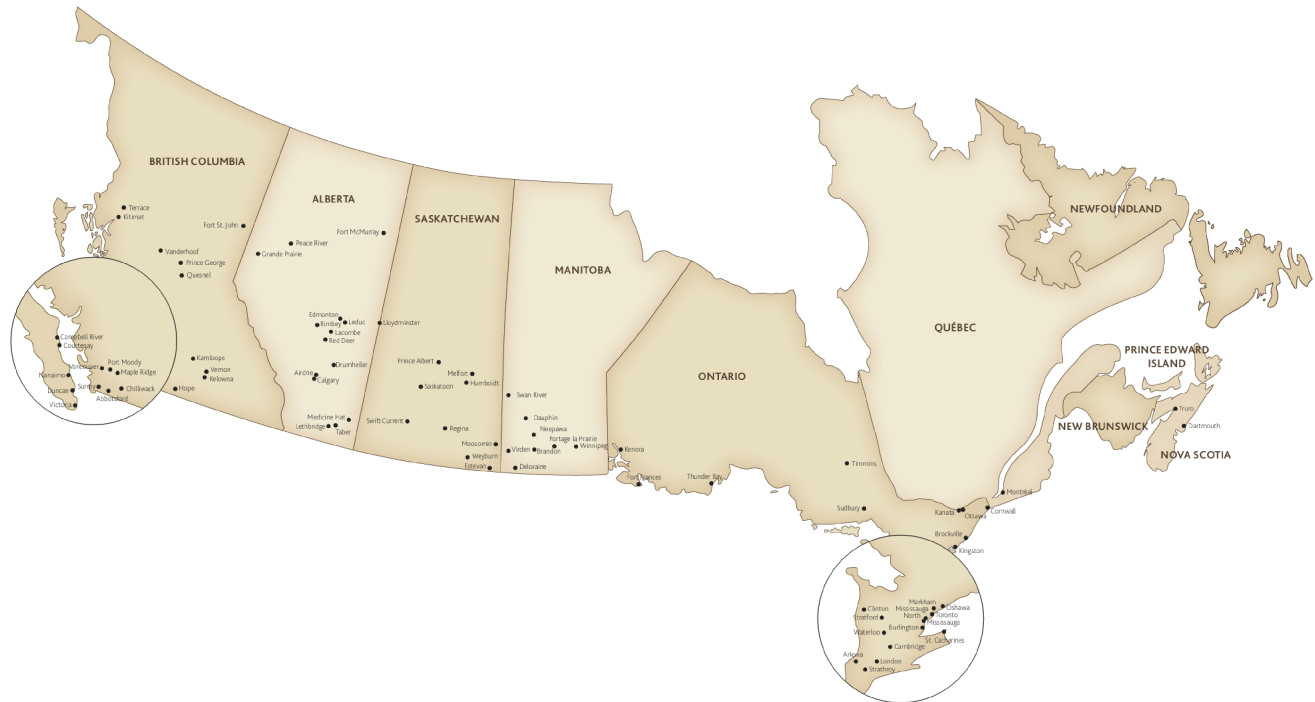 BRITISH COLUMBIA
Terrace
Kitimat
Fort St. John
Vanderhoof
Prince George
Quesnel
Kamloops
Vernon
Kelowna
Hope
Campbell River
Courtenay
Port Moody
Vancouver
Maple Ridge
Nanaimo
Surrey
Chilliwack
Duncan
Abbotsford
Victoria
ALBERTA
Fort McMurray
Peace River
Grande Prairie
Edmonton
Leduc
Rimbey
Lacombe
Red Deer
Drumheller
Airdrie
Calgary
Medicine Hat
Lethbridge
Taber
SASKATCHEWAN
Lloydminster
Prince Albert
Melfort
Humboldt
Saskatoon
Swift Current
Regina
Moosomin
Weyburn
Estevan
MANITOBA
Swan River
Dauphin
Neepawa
Portage la Prairie
Winnipeg
Virden
Brandon
Deloraine
ONTARIO
Kenora
Fort Frances
Thunder Bay
Timmins
Sudbury
Kanata
Ottawa
Cornwall
Brockville
Kingston
Markham
Oshawa
Clinton
Mississauga
North
Toronto
Stratford
Mississauga
Burlington
Waterloo
St. Catharines
Cambridge
Arkona
London
Strathroy
QUÉBEC
Montréal
NEWFOUNDLAND
PRINCE EDWARD
ISLAND
NEW BRUNSWICK
Truro
Dartmouth
NOVA SCOTIA